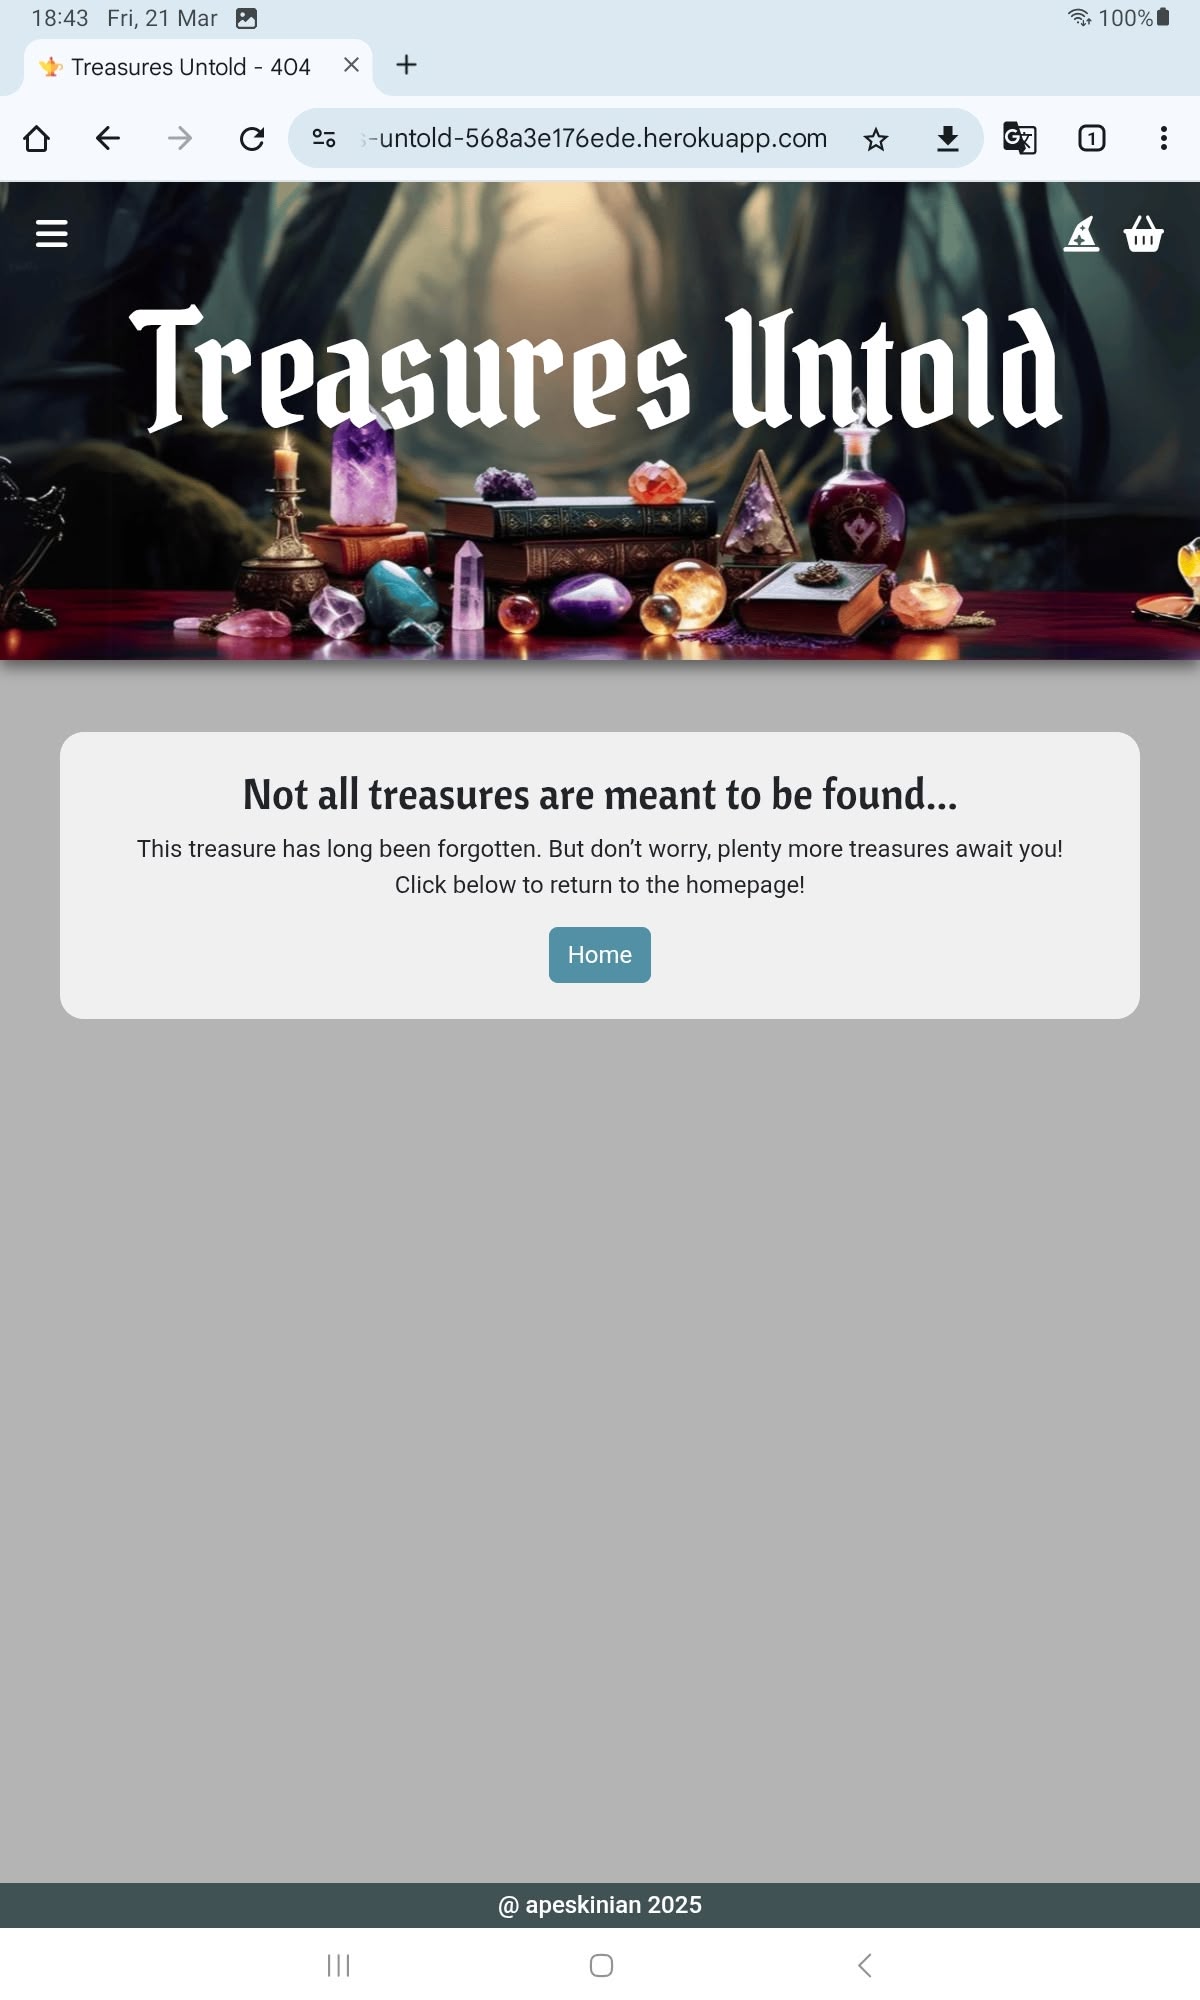 18:43 Fri, 21 Mar 100%
Treasures Untold - 404
-untold-568a3e176ede.herokuapp.com
1
Treasures Untold
Not all treasures are meant to be found...
This treasure has long been forgotten. But don’t worry, plenty more treasures await you!
Click below to return to the homepage!
Home
@ apeskinian 2025